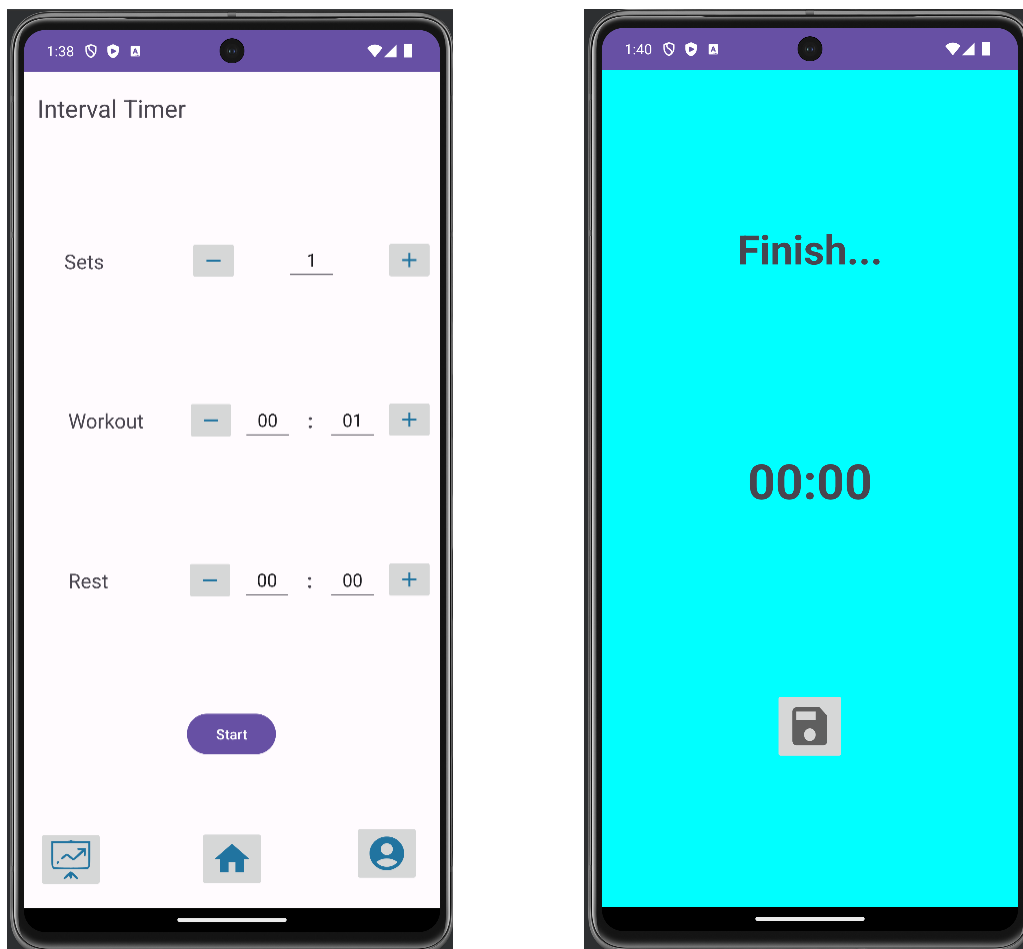 1:38
Interval Timer
Sets − 1 +
Workout − 00 : 01 +
Rest − 00 : 00 +
Start
1:40
Finish...
00:00